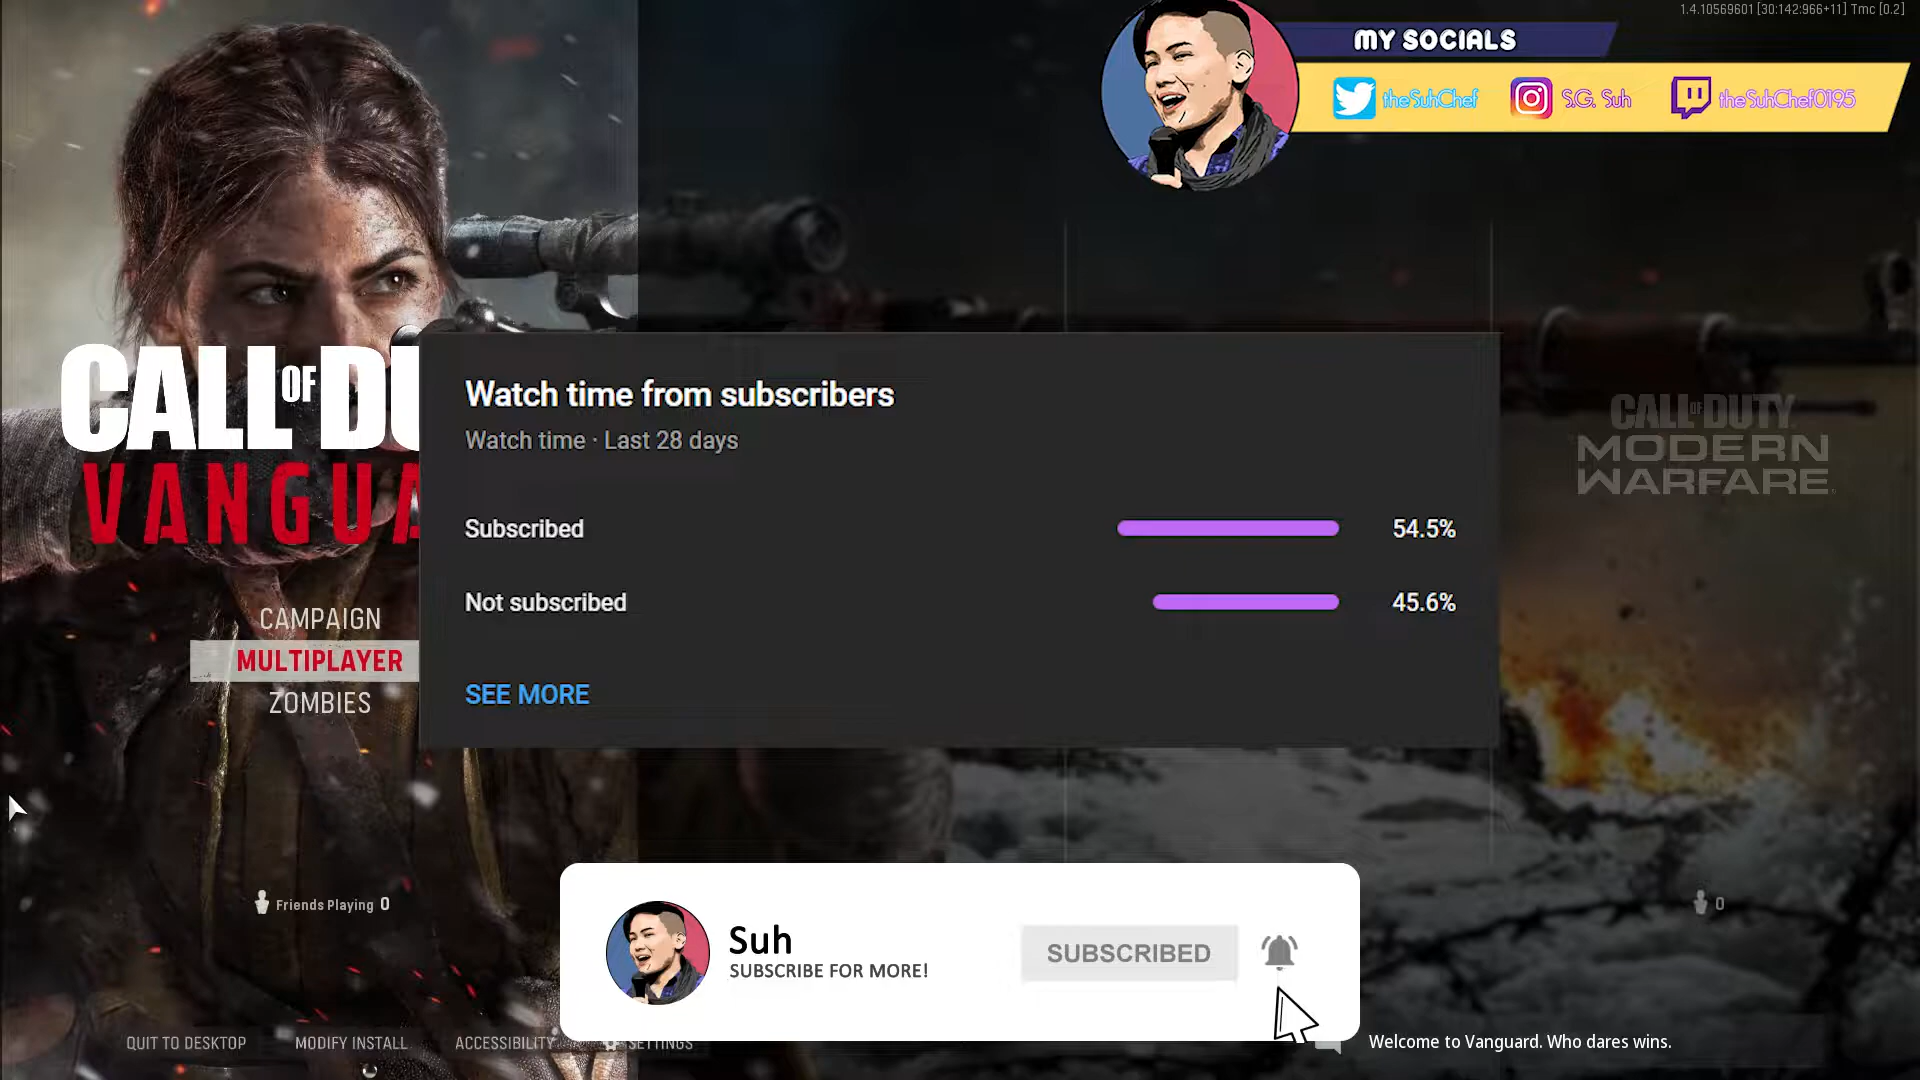 1.4.10569601 [30:142:966+11] Tmc [0.2]
MY SOCIALS
theSuhChef
S.G. Suh
theSuhChef0195
CALL OF DU
VANGUA
Watch time from subscribers
Watch time · Last 28 days
Subscribed 54.5%
Not subscribed 45.6%
SEE MORE
CALL OF DUTY
MODERN
WARFARE
CAMPAIGN
MULTIPLAYER
ZOMBIES
Friends Playing 0
0
Suh
SUBSCRIBE FOR MORE!
SUBSCRIBED
QUIT TO DESKTOP
MODIFY INSTALL
ACCESSIBILITY
SETTINGS
Welcome to Vanguard. Who dares wins.